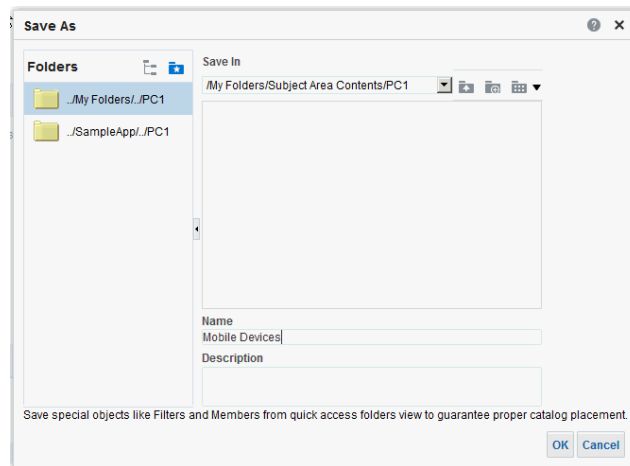 Save As
Folders
../My Folders/../PC1
../SampleApp/../PC1
Save In
/My Folders/Subject Area Contents/PC1
Name
Mobile Devices
Description
Save special objects like Filters and Members from quick access folders view to guarantee proper catalog placement.
OK Cancel